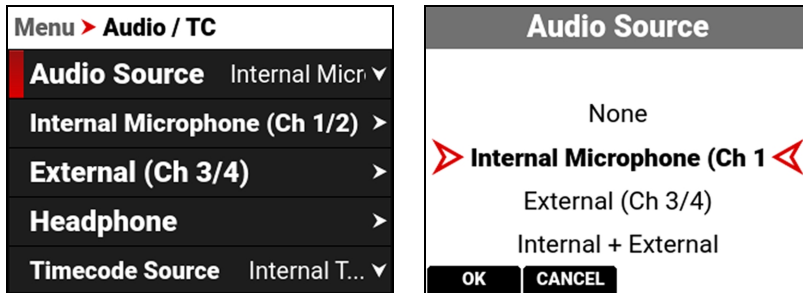 Menu > Audio / TC
Audio Source Internal Micr
Internal Microphone (Ch 1/2) >
External (Ch 3/4) >
Headphone >
Timecode Source Internal T...
Audio Source
None
Internal Microphone (Ch 1
External (Ch 3/4)
Internal + External
OK CANCEL